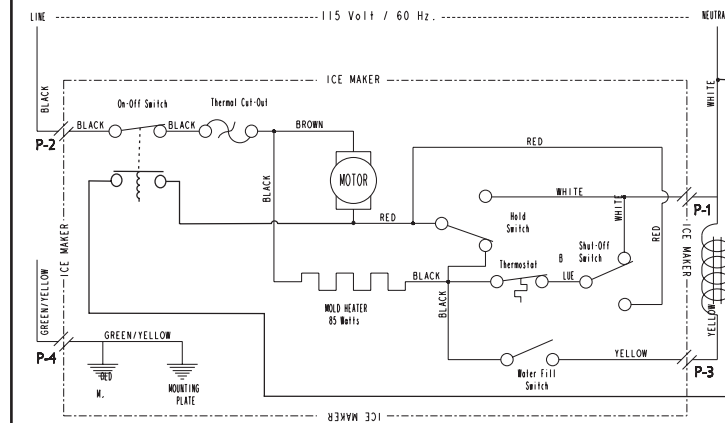 LINE 115 Volt / 60 Hz. NEUTRA
ICE MAKER
BLACK
WHITE
On-Off Switch
Thermal Cut-Out
P-2
BLACK
BLACK
BROWN
RED
MOTOR
BLACK
WHITE
P-1
RED
Hold
Switch
WHITE
RED
ICE MAKER
ICE MAKER
Shut-Off
Switch
Thermostat
B
LUE
BLACK
MOLD HEATER
85 Watts
BLACK
GREEN/YELLOW
GREEN/YELLOW
YELLOW
YELLOW
P-4
P-3
Water Fill
Switch
OLD
M.
MOUNTING
PLATE
ICE MAKER